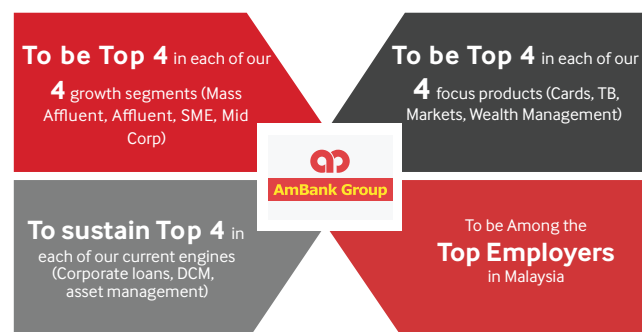 To be Top 4 in each of our
4 growth segments (Mass
Affluent, Affluent, SME, Mid
Corp)
To be Top 4 in each of our
4 focus products (Cards, TB,
Markets, Wealth Management)
AmBank Group
To sustain Top 4 in
each of our current engines
(Corporate loans, DCM,
asset management)
To be Among the
Top Employers
in Malaysia